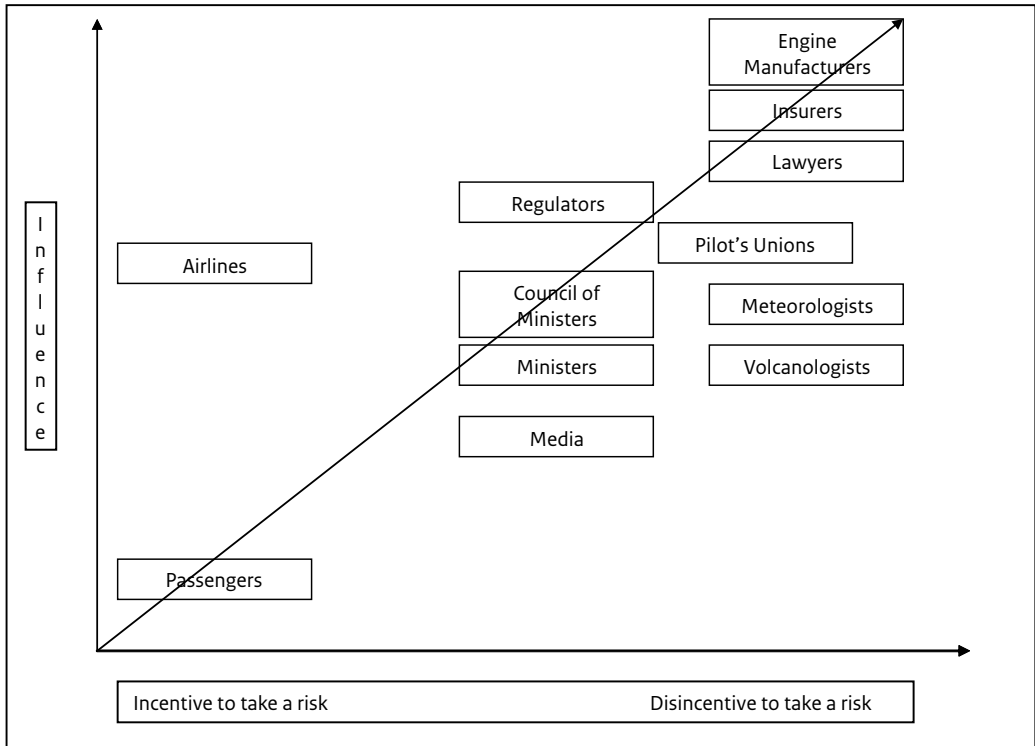 Engine
Manufacturers
Insurers
Lawyers
Regulators
Pilot's Unions
Airlines
Council of
Ministers
Meteorologists
Ministers
Volcanologists
Media
Passengers
Influence
Incentive to take a risk
Disincentive to take a risk